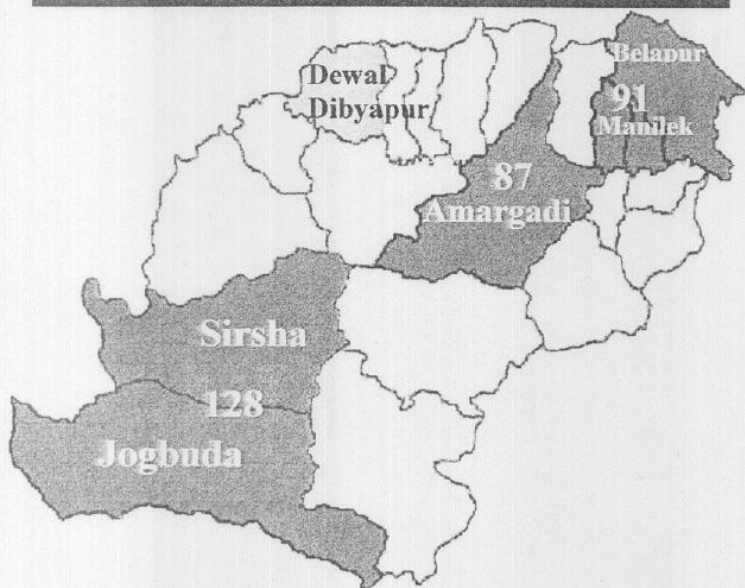 Belapur
Dewal
Dibyapur
91
Manilek
87
Amargadi
Sirsha
128
Jogbuda